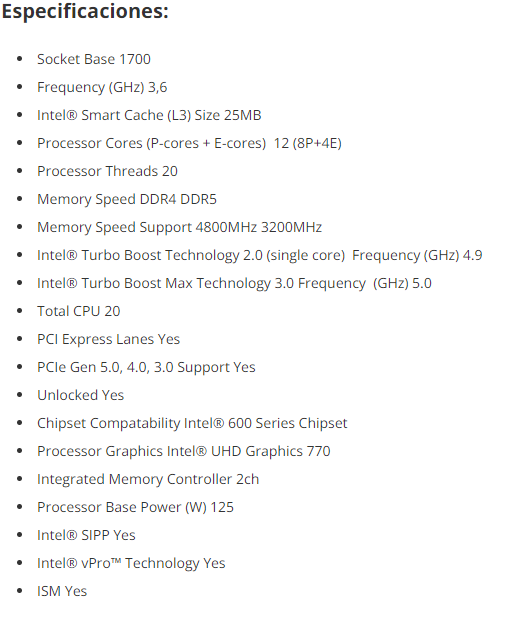 Especificaciones:
Socket Base 1700
Frequency (GHz) 3,6
Intel® Smart Cache (L3) Size 25MB
Processor Cores (P-cores + E-cores) 12 (8P+4E)
Processor Threads 20
Memory Speed DDR4 DDR5
Memory Speed Support 4800MHz 3200MHz
Intel® Turbo Boost Technology 2.0 (single core) Frequency (GHz) 4.9
Intel® Turbo Boost Max Technology 3.0 Frequency (GHz) 5.0
Total CPU 20
PCI Express Lanes Yes
PCIe Gen 5.0, 4.0, 3.0 Support Yes
Unlocked Yes
Chipset Compatability Intel® 600 Series Chipset
Processor Graphics Intel® UHD Graphics 770
Integrated Memory Controller 2ch
Processor Base Power (W) 125
Intel® SIPP Yes
Intel® vPro™ Technology Yes
ISM Yes